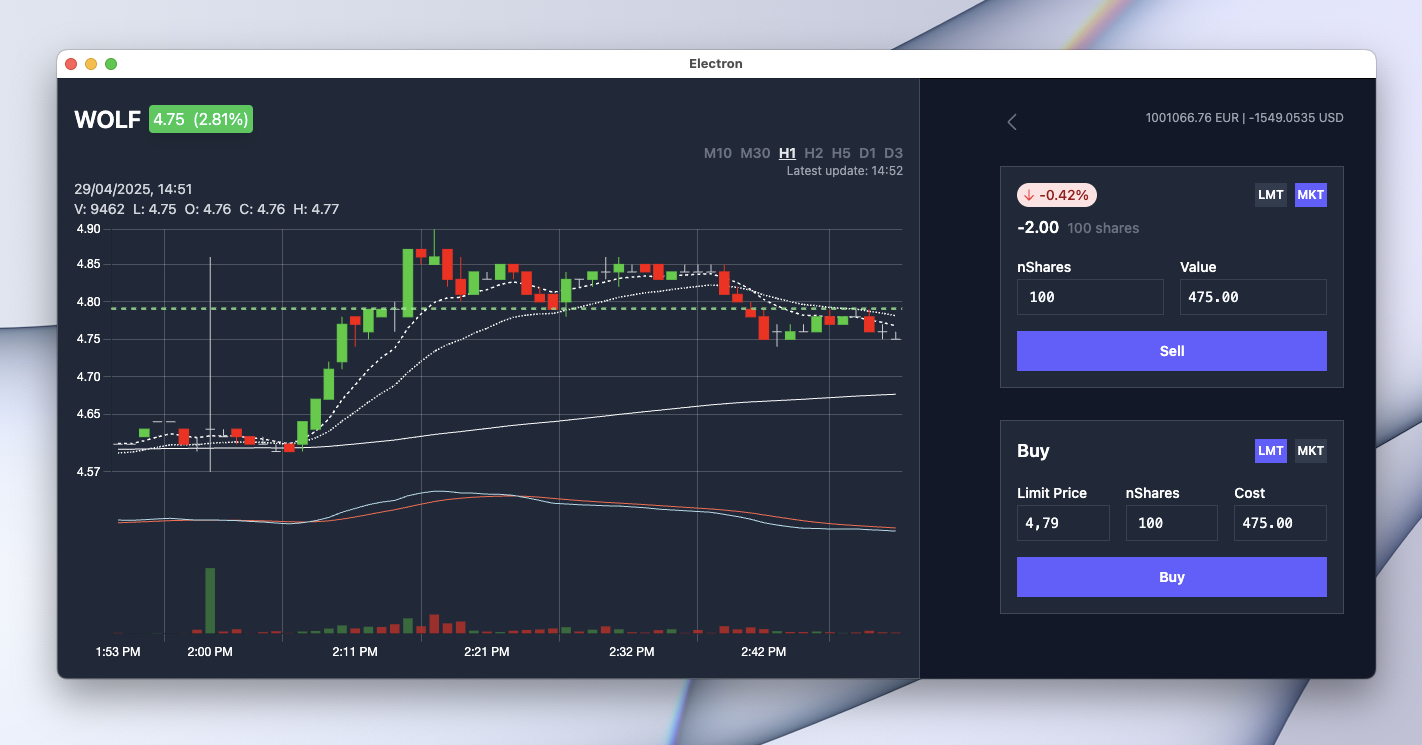 Electron
WOLF 4.75 (2.81%)
M10 M30 H1 H2 H5 D1 D3
Latest update: 14:52
29/04/2025, 14:51
V: 9462 L: 4.75 O: 4.76 C: 4.76 H: 4.77
4.90
4.85
4.80
4.75
4.70
4.65
4.57
1:53 PM 2:00 PM 2:11 PM 2:21 PM 2:32 PM 2:42 PM
1001066.76 EUR | -1549.0535 USD
↓ -0.42% LMT MKT
-2.00 100 shares
nShares Value
100 475.00
Sell
Buy LMT MKT
Limit Price nShares Cost
4,79 100 475.00
Buy